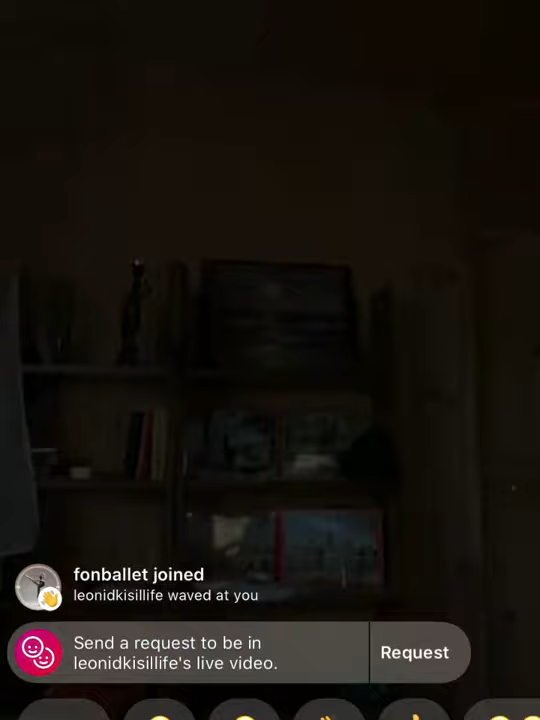 fonballet joined
leonidkisillife waved at you
Send a request to be in
leonidkisillife's live video.
Request